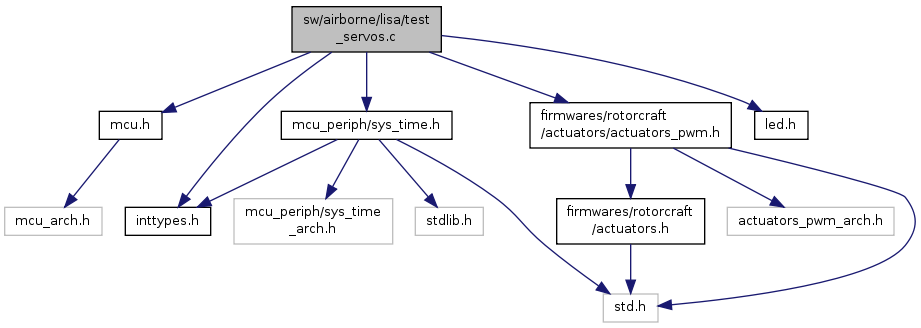 sw/airborne/lisa/test
_servos.c
mcu.h
mcu_periph/sys_time.h
firmwares/rotorcraft
/actuators/actuators_pwm.h
led.h
mcu_arch.h
inttypes.h
mcu_periph/sys_time
_arch.h
stdlib.h
firmwares/rotorcraft
/actuators.h
actuators_pwm_arch.h
std.h